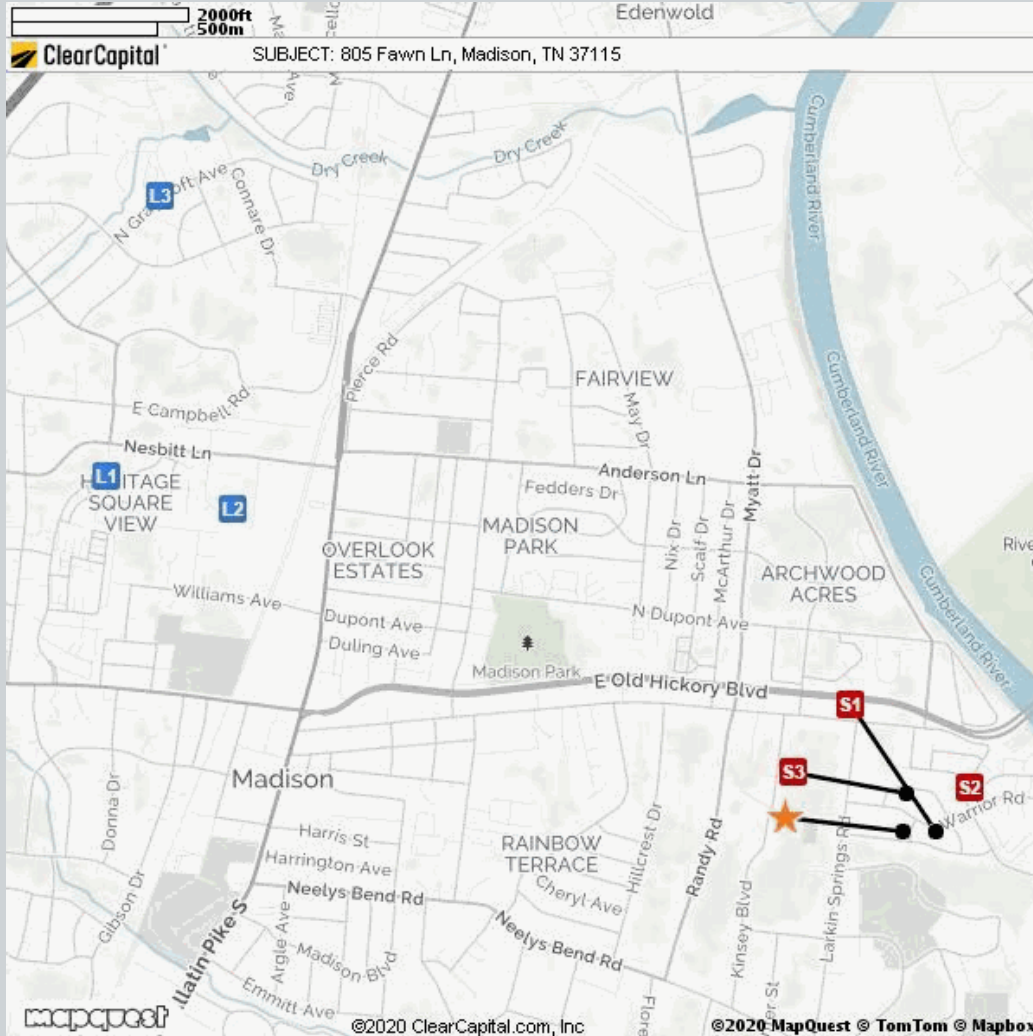 2000ft
500m
Edenwold
ClearCapital
SUBJECT: 805 Fawn Ln, Madison, TN 37115
Ave
Cumberland River
Dry Creek
Dry Creek
L3
Connare Dr
Pierce Rd
FAIRVIEW
May Dr
Cumberland River
E Campbell Rd
Nesbitt Ln
Anderson Ln
Myatt Dr
L1
SQUARE
VIEW
L2
Fedders Dr
MADISON
PARK
Nix Dr
Scalf Dr
McArthur Dr
OVERLOOK
ESTATES
ARCHWOOD
ACRES
Cumberland River
Williams Ave
Dupont Ave
Duling Ave
N Dupont Ave
Madison Park
E Old Hickory Blvd
S1
S3
S2
Warrior Rd
Madison
Donna Dr
Harris St
Harrington Ave
RAINBOW
TERRACE
Hillcrest Dr
Randy Rd
Larkin Springs Rd
Cheryl Ave
Neelys Bend Rd
Neelys Bend Rd
Gibson Dr
Argle Ave
Madison Blvd
Kinsey Blvd
Emmitt Ave
mapquest
©2020 ClearCapital.com, Inc
©2020 MapQuest © TomTom © Mapbo